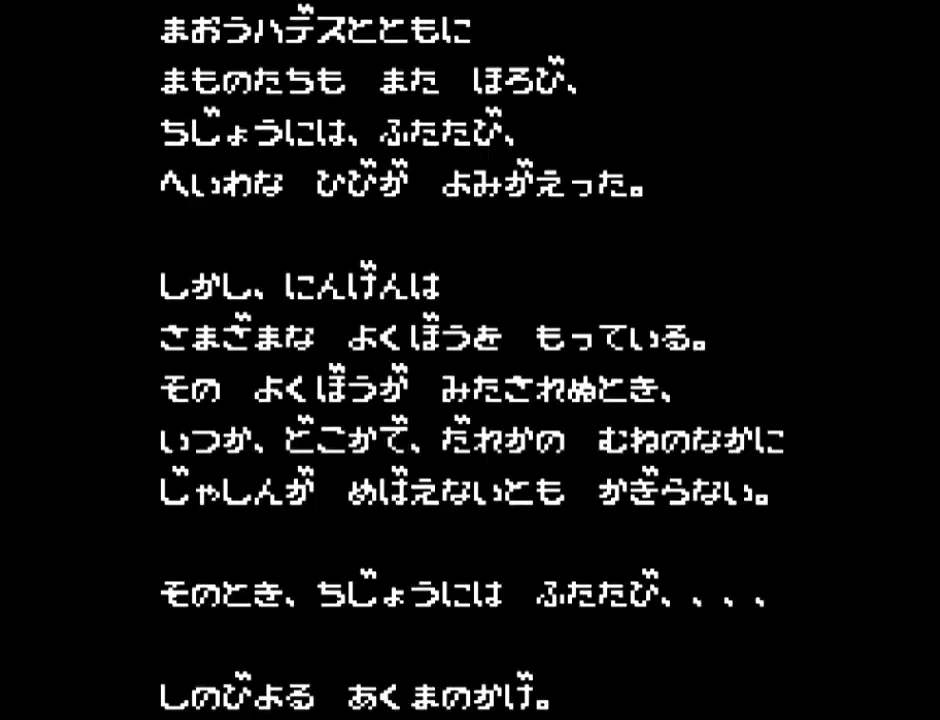 まおうハデスとともに
まものたちも　また　ほろび、
ちじょうには、ふたたび、
へいわな　ひびが　よみがえった。
しかし、にんげんは
さまざまな　よくぼうを　もっている。
その　よくぼうが　みたされぬとき、
いつか、どこかで、だれかの　むねのなかに
じゃしんが　めばえないとも　かぎらない。
そのとき、ちじょうには　ふたたび、、、、
しのびよる　あくまのかげ。